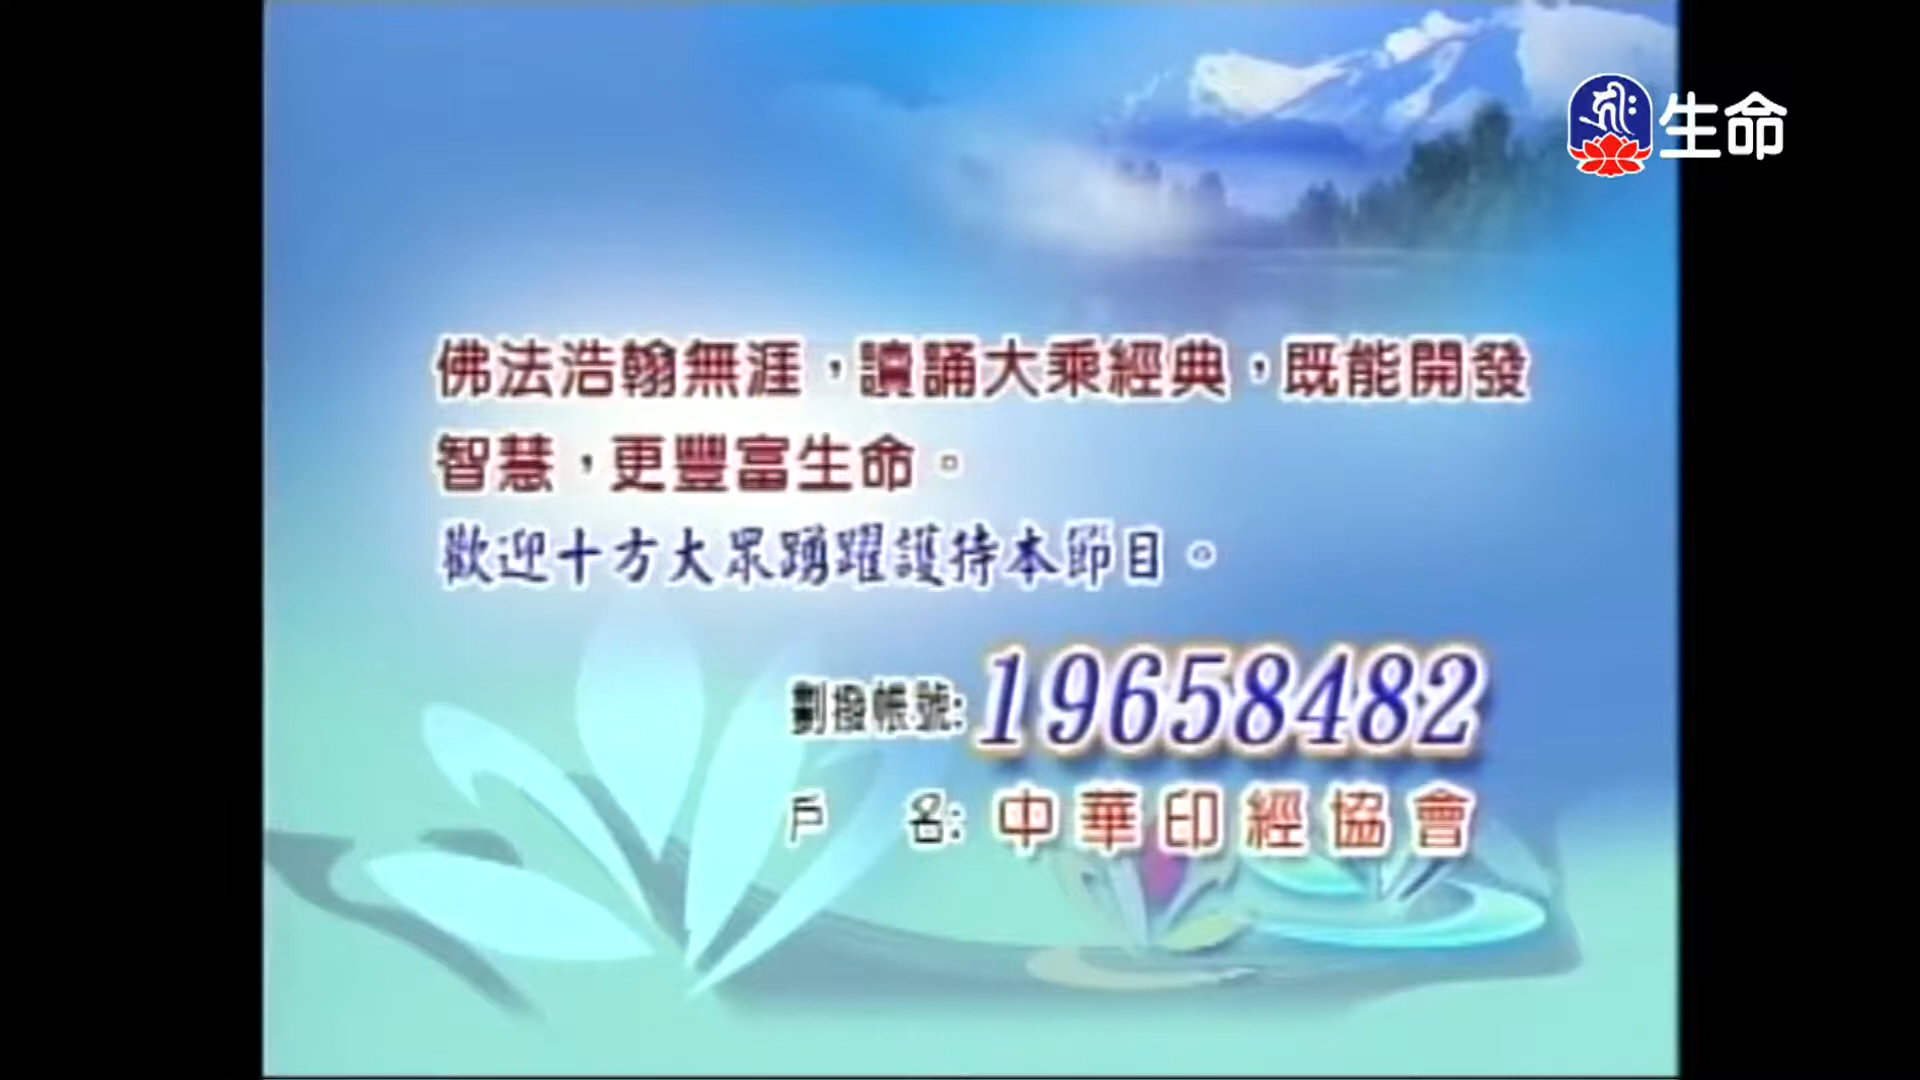 生命
佛法浩翰無涯，讀誦大乘經典，既能開發
智慧，更豐富生命。
歡迎十方大眾踴躍護持本節目。
劃撥帳號:19658482
戶 名:中華印經協會